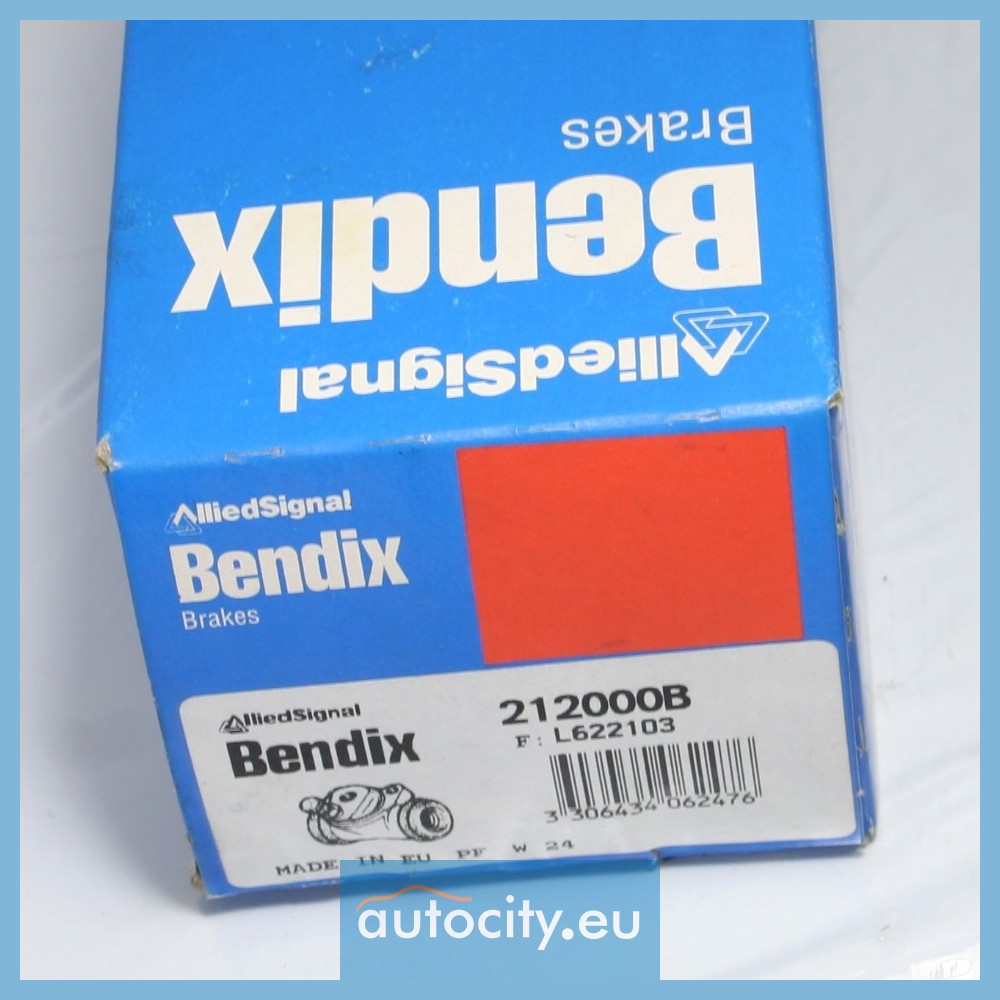 Brakes
Bendix
AlliedSignal
AlliedSignal
Bendix
Brakes
AlliedSignal
Bendix
212000B
F: L622103
3 306434 062476
MADE IN EU PF W 24
autocity.eu